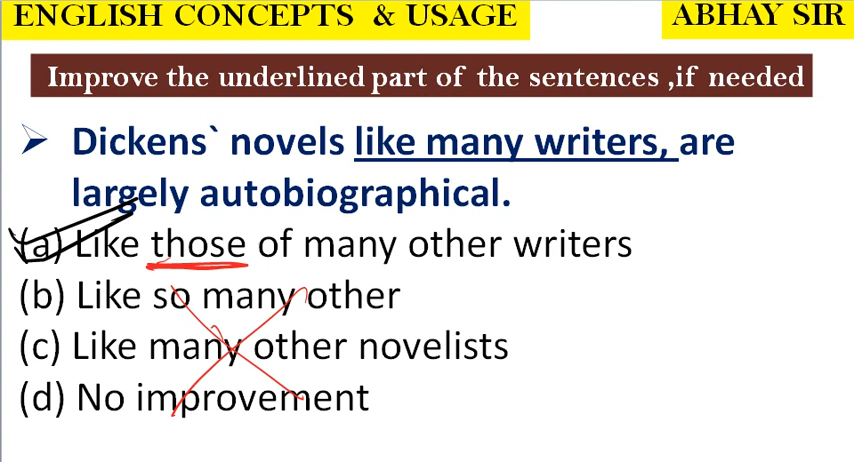 ENGLISH CONCEPTS & USAGE
ABHAY SIR
Improve the underlined part of the sentences ,if needed
Dickens` novels like many writers, are
largely autobiographical.
(a) Like those of many other writers
(b) Like so many other
(c) Like many other novelists
(d) No improvement